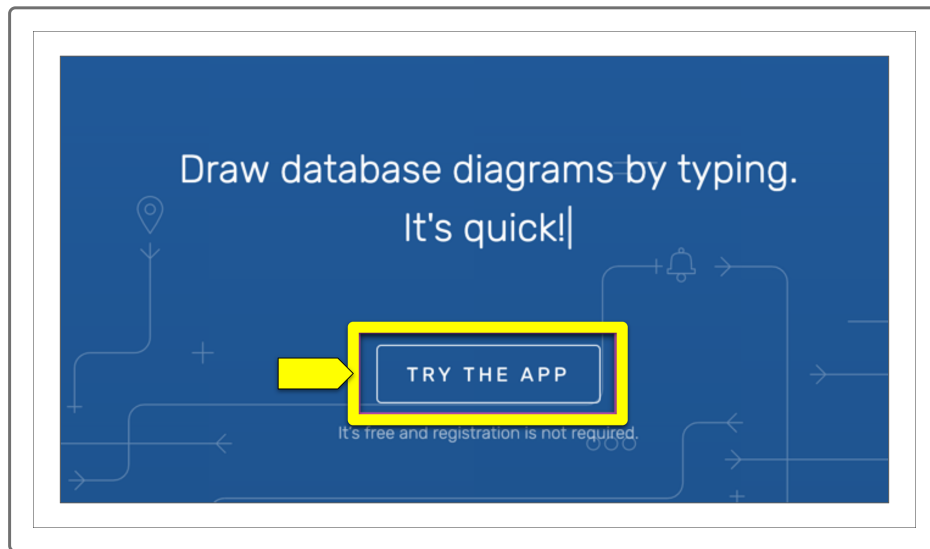 Draw database diagrams by typing.
It's quick!
TRY THE APP
It's free and registration is not required.